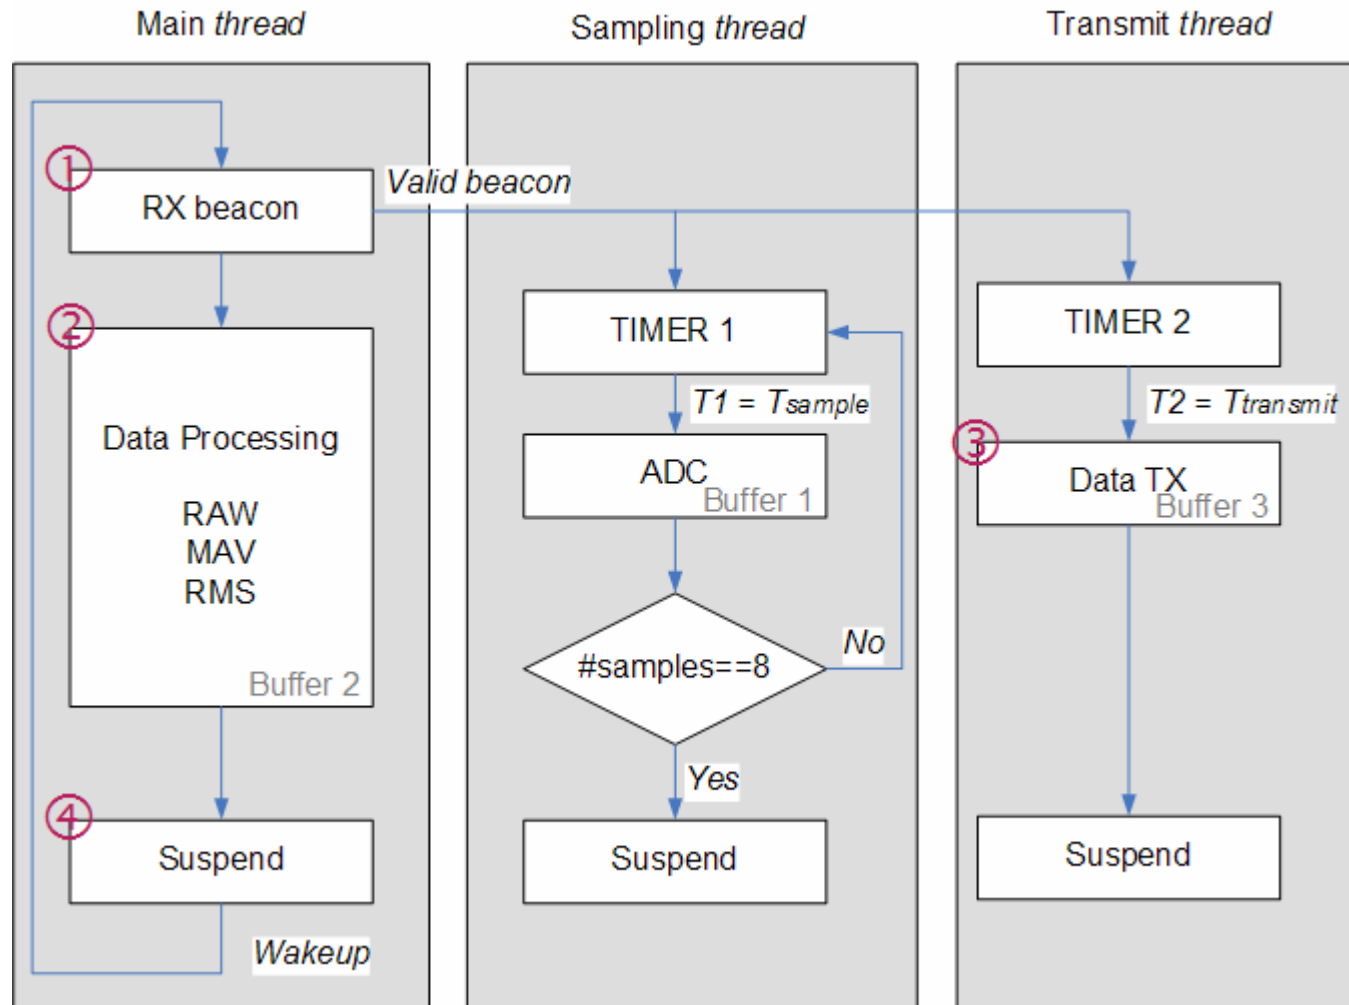 Main thread
Sampling thread
Transmit thread
①
RX beacon
Valid beacon
②
Data Processing
RAW
MAV
RMS
Buffer 2
④
Suspend
Wakeup
TIMER 1
T1 = Tsample
ADC
Buffer 1
#samples==8
No
Yes
Suspend
TIMER 2
T2 = Ttransmit
③
Data TX
Buffer 3
Suspend